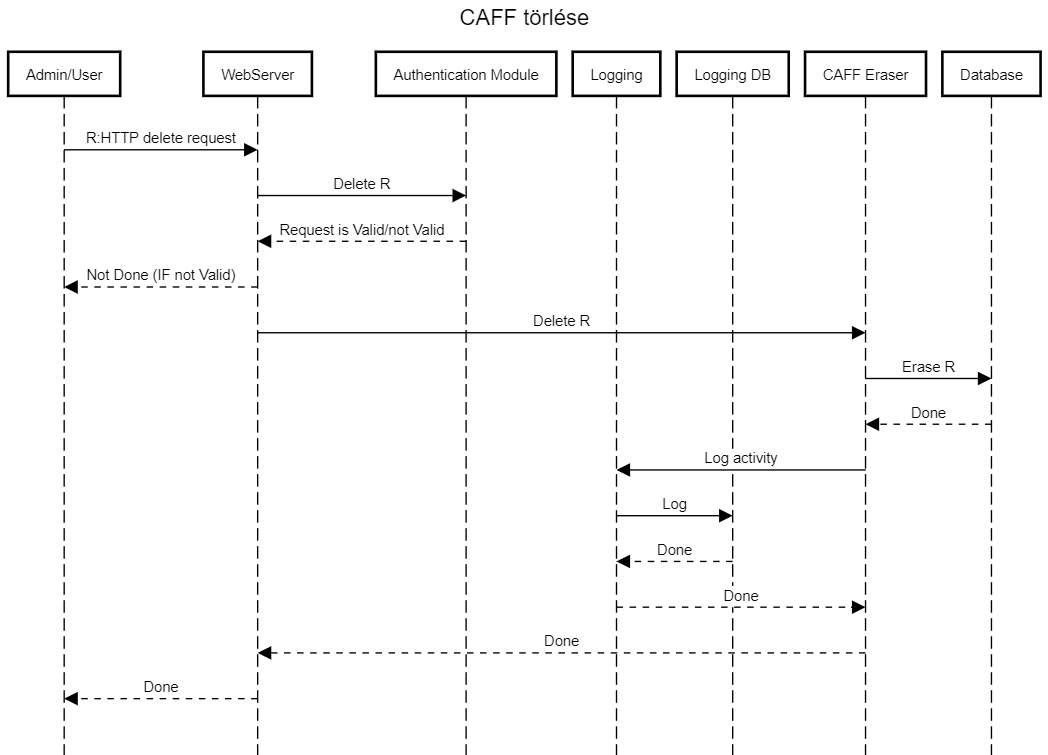 CAFF törlése
Admin/User
WebServer
Authentication Module
Logging
Logging DB
CAFF Eraser
Database
R:HTTP delete request
Delete R
Request is Valid/not Valid
Not Done (IF not Valid)
Delete R
Erase R
Done
Log activity
Log
Done
Done
Done
Done